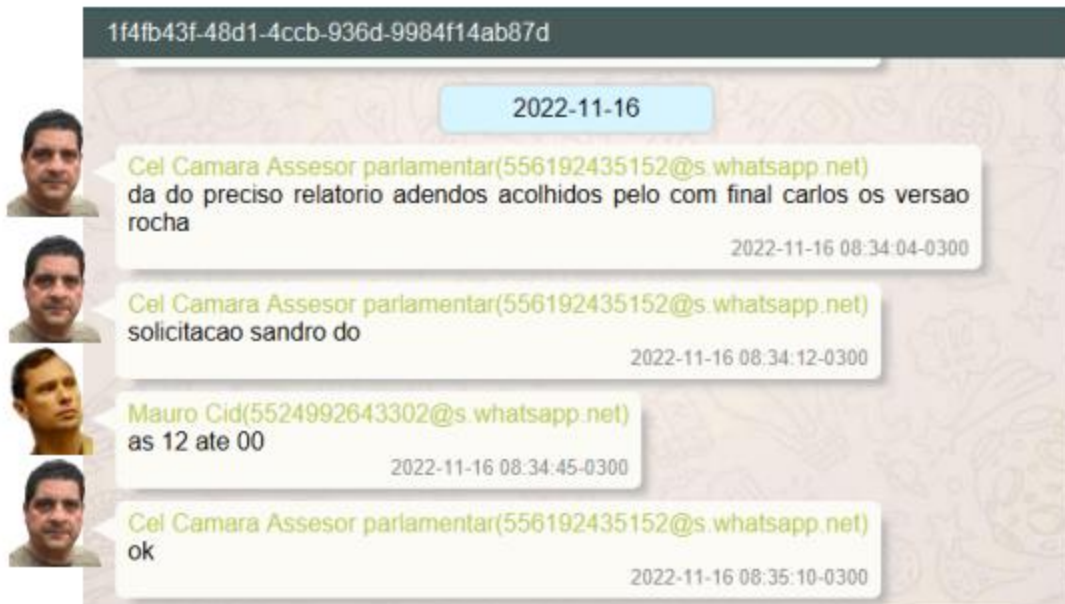 1f4fb43f-48d1-4ccb-936d-9984f14ab87d
2022-11-16
Cel Camara Assesor parlamentar(556192435152@s.whatsapp.net)
da do preciso relatorio adendos acolhidos pelo com final carlos os versao
rocha
2022-11-16 08:34:04-0300
Cel Camara Assesor parlamentar(556192435152@s.whatsapp.net)
solicitacao sandro do
2022-11-16 08:34:12-0300
Mauro Cid(5524992643302@s.whatsapp.net)
as 12 ate 00
2022-11-16 08:34:45-0300
Cel Camara Assesor parlamentar(556192435152@s.whatsapp.net)
ok
2022-11-16 08:35:10-0300